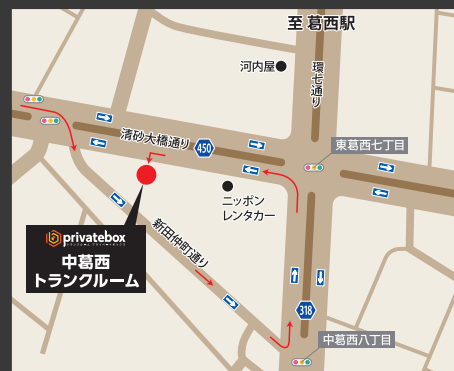 至 葛西駅
河内屋
環七通り
清砂大橋通り
450
東葛西七丁目
ニッポン
レンタカー
新田仲町通り
privatebox
中葛西
トランクルーム
318
中葛西八丁目